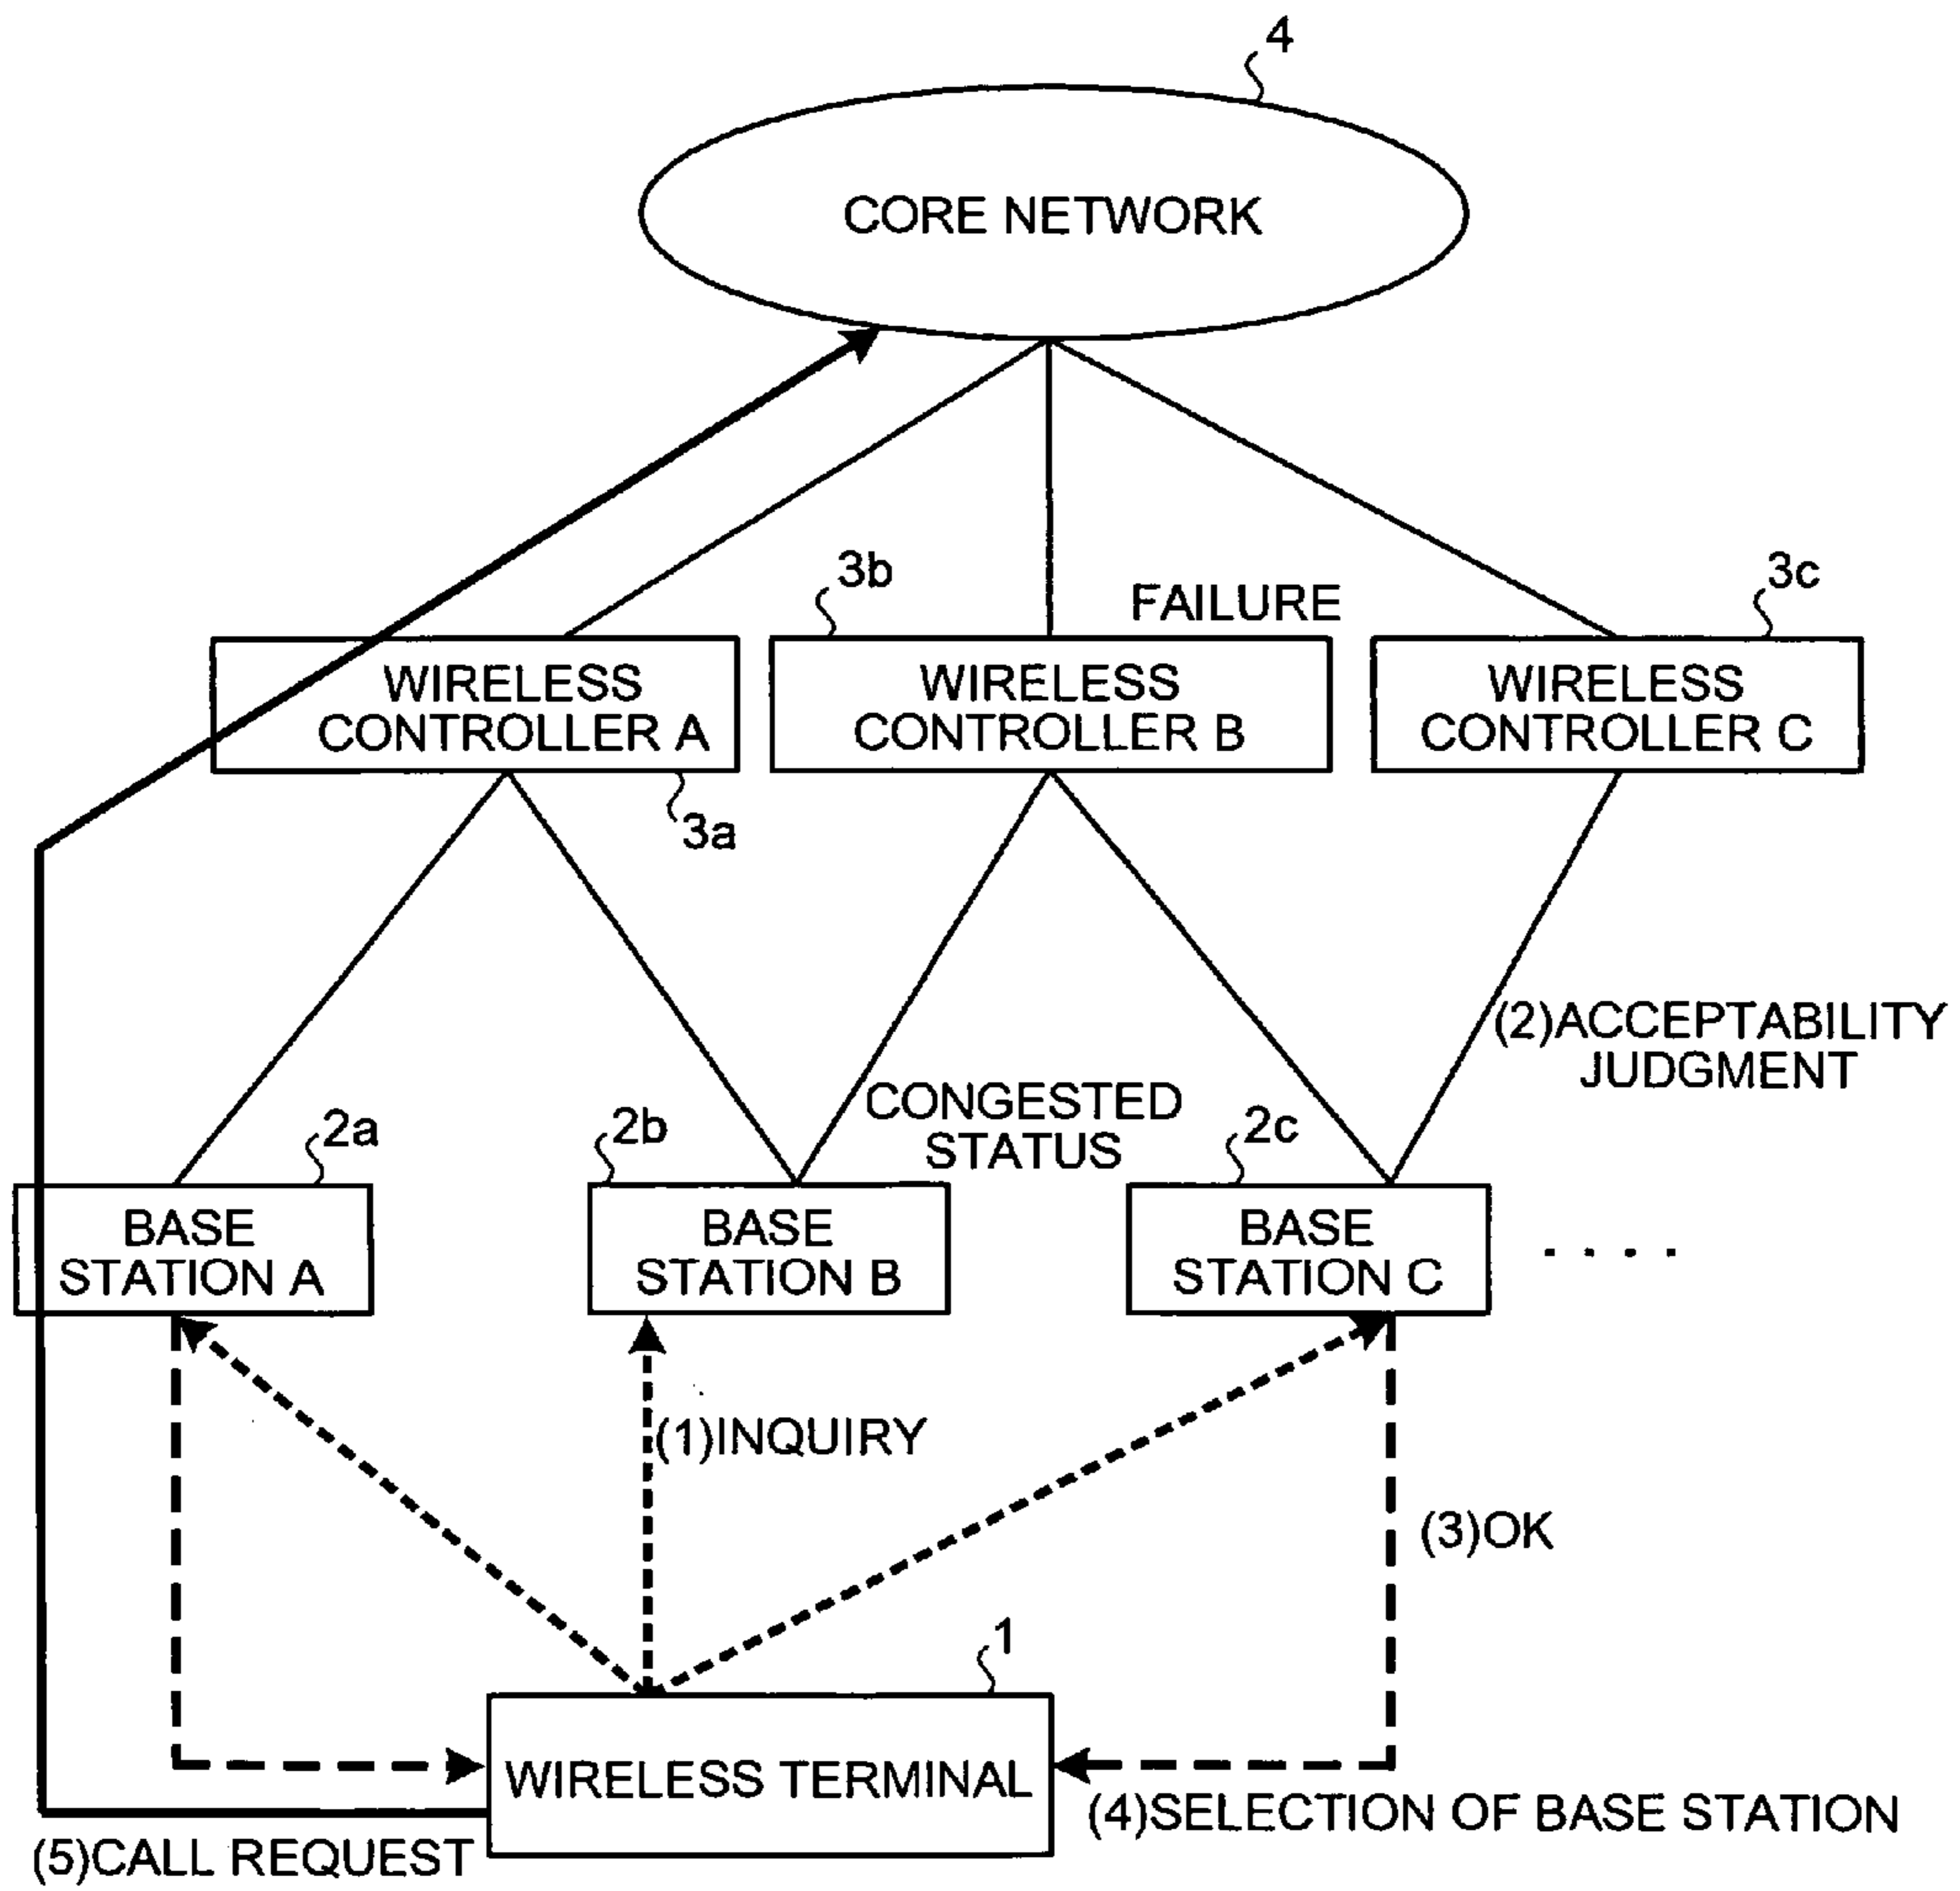 4
CORE NETWORK
3b
FAILURE
3c
WIRELESS
CONTROLLER A
WIRELESS
CONTROLLER B
WIRELESS
CONTROLLER C
3a
(2)ACCEPTABILITY
JUDGMENT
CONGESTED
STATUS
2a
2b
2c
BASE
STATION A
BASE
STATION B
BASE
STATION C
....
(1)INQUIRY
(3)OK
1
WIRELESS TERMINAL
(4)SELECTION OF BASE STATION
(5)CALL REQUEST